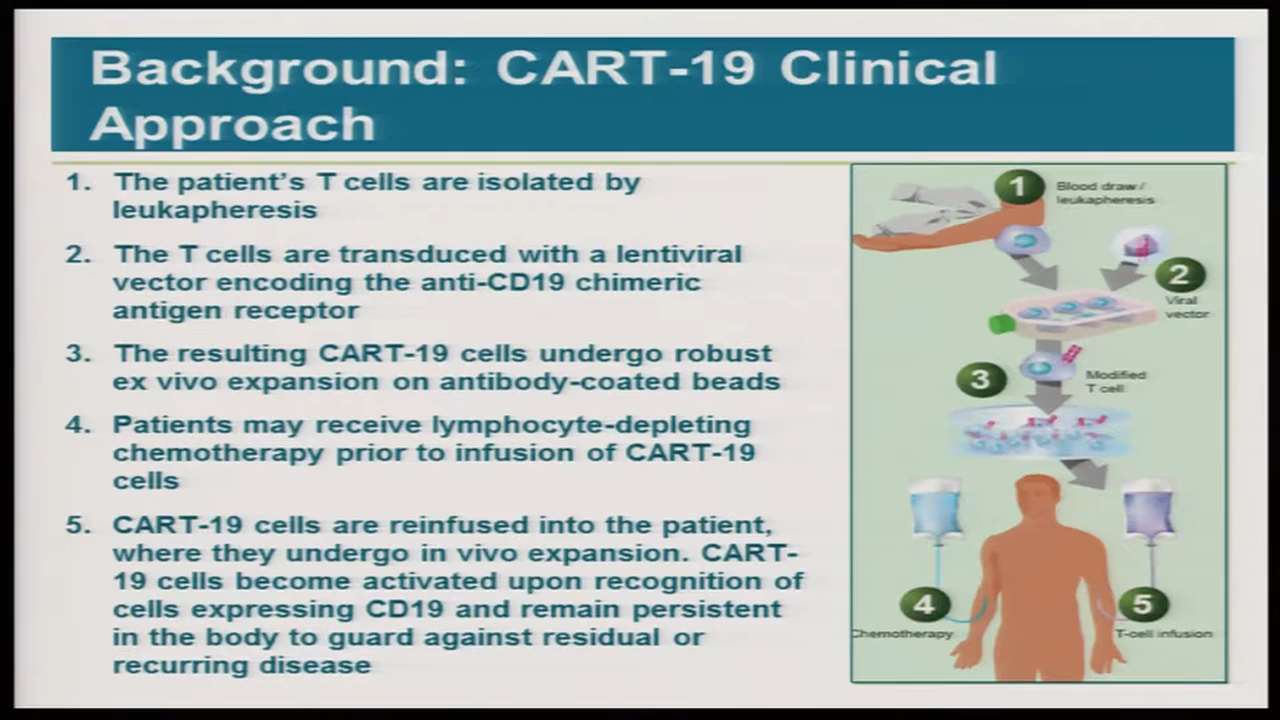 Background: CART-19 Clinical
Approach
1. The patient's T cells are isolated by
leukapheresis
2. The T cells are transduced with a lentiviral
vector encoding the anti-CD19 chimeric
antigen receptor
3. The resulting CART-19 cells undergo robust
ex vivo expansion on antibody-coated beads
4. Patients may receive lymphocyte-depleting
chemotherapy prior to infusion of CART-19
cells
5. CART-19 cells are reinfused into the patient,
where they undergo in vivo expansion. CART-
19 cells become activated upon recognition of
cells expressing CD19 and remain persistent
in the body to guard against residual or
recurring disease
1
Blood draw /
leukapheresis
2
Viral
vector
3
Modified
T cell
4
Chemotherapy
5
T-cell infusion